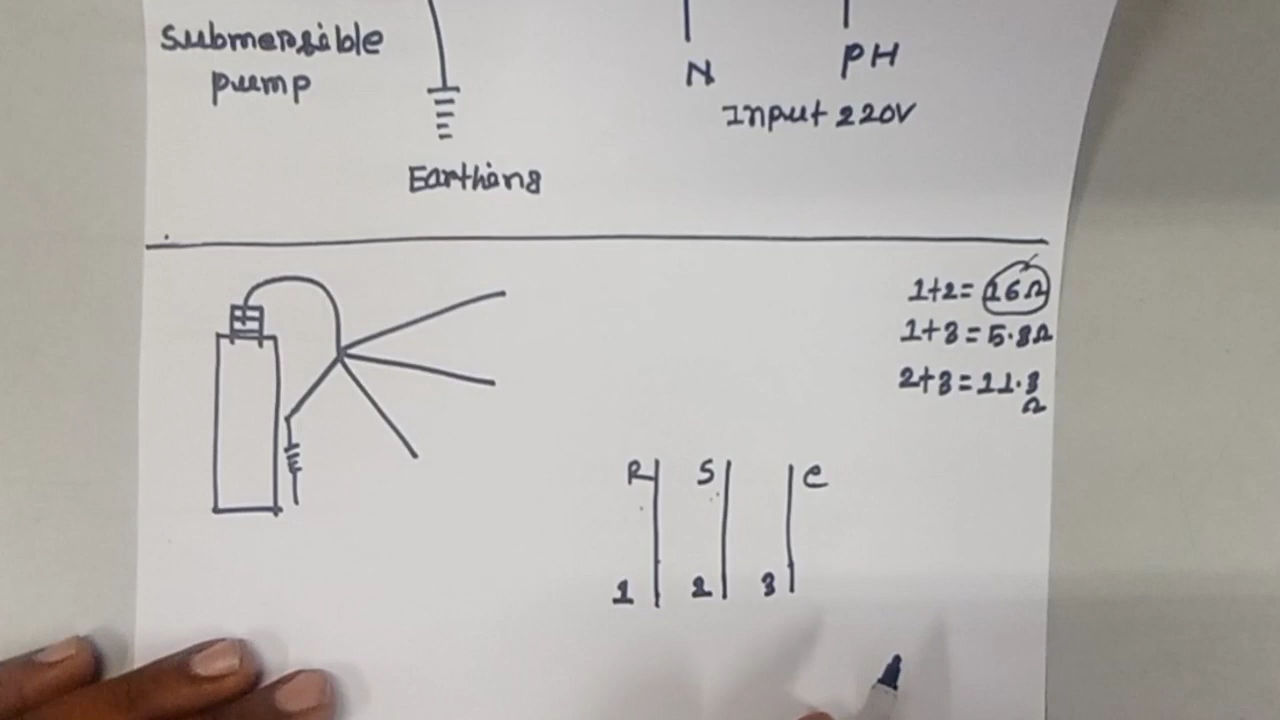 Submersible
pump
Earthing
N
PH
Input 220V
1+2= 16Ω
1+3=5.8Ω
2+3=11.3
Ω
R S C
1 2 3